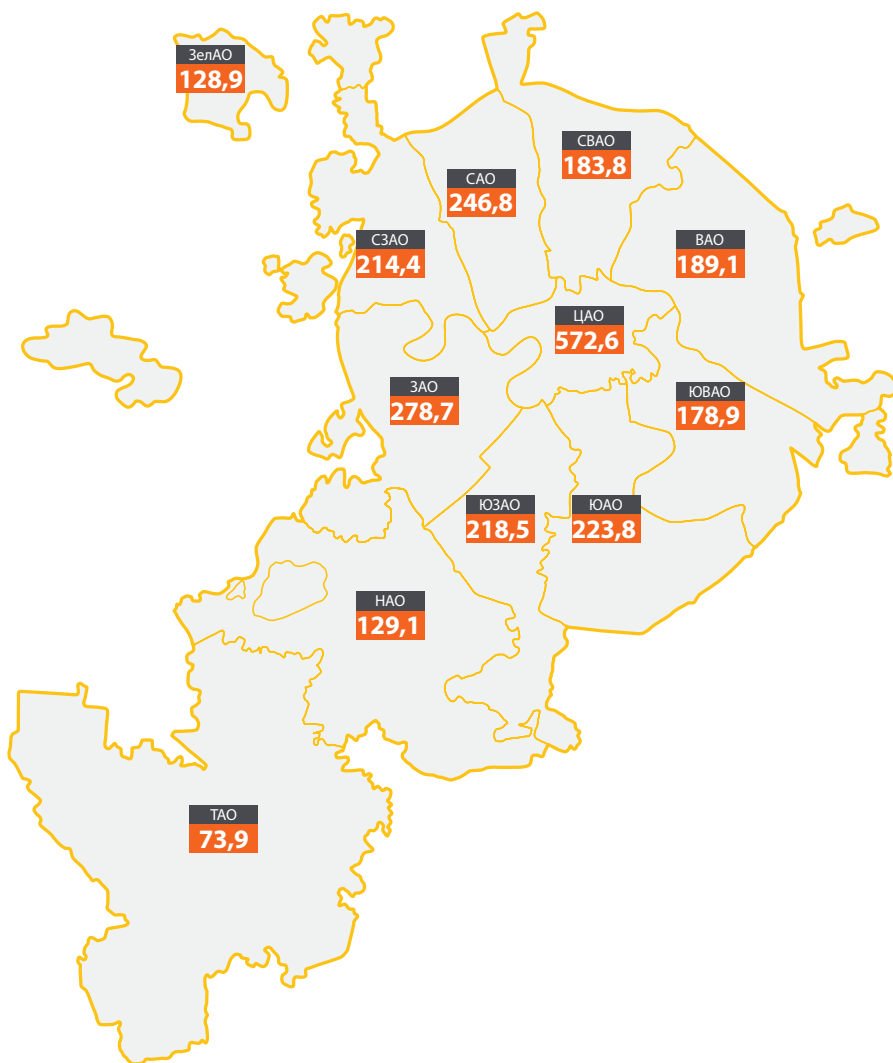 ЗелАО
128,9
СВАО
183,8
САО
246,8
СЗАО
214,4
ВАО
189,1
ЦАО
572,6
ЗАО
278,7
ЮВАО
178,9
ЮЗАО
218,5
ЮАО
223,8
НАО
129,1
ТАО
73,9